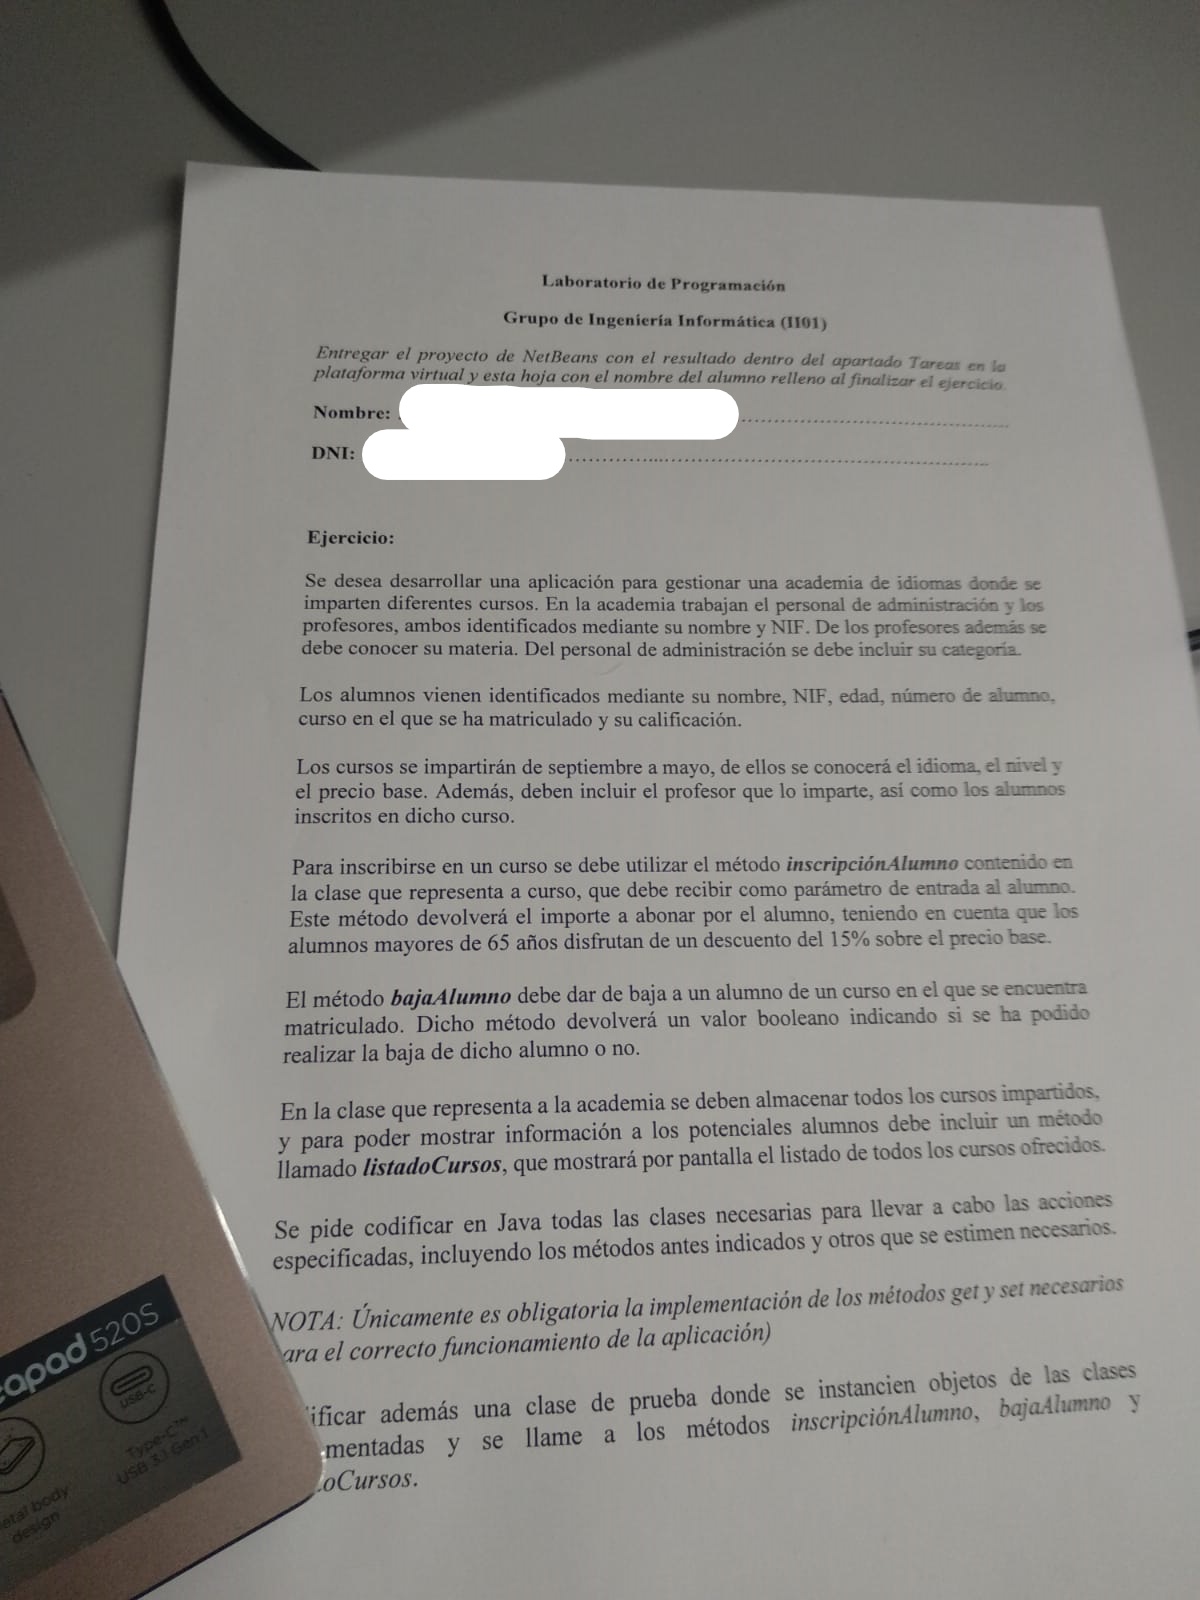 Laboratorio de Programación
Grupo de Ingeniería Informática (II01)
Entregar el proyecto de NetBeans con el resultado dentro del apartado Tareas en la
plataforma virtual y esta hoja con el nombre del alumno relleno al finalizar el ejercicio.
Nombre:
DNI:
Ejercicio:
Se desea desarrollar una aplicación para gestionar una academia de idiomas donde se
imparten diferentes cursos. En la academia trabajan el personal de administración y los
profesores, ambos identificados mediante su nombre y NIF. De los profesores además se
debe conocer su materia. Del personal de administración se debe incluir su categoría.
Los alumnos vienen identificados mediante su nombre, NIF, edad, número de alumno,
curso en el que se ha matriculado y su calificación.
Los cursos se impartirán de septiembre a mayo, de ellos se conocerá el idioma, el nivel y
el precio base. Además, deben incluir el profesor que lo imparte, así como los alumnos
inscritos en dicho curso.
Para inscribirse en un curso se debe utilizar el método inscripciónAlumno contenido en
la clase que representa a curso, que debe recibir como parámetro de entrada al alumno.
Este método devolverá el importe a abonar por el alumno, teniendo en cuenta que los
alumnos mayores de 65 años disfrutan de un descuento del 15% sobre el precio base.
El método bajaAlumno debe dar de baja a un alumno de un curso en el que se encuentra
matriculado. Dicho método devolverá un valor booleano indicando si se ha podido
realizar la baja de dicho alumno o no.
En la clase que representa a la academia se deben almacenar todos los cursos impartidos,
y para poder mostrar información a los potenciales alumnos debe incluir un método
llamado listadoCursos, que mostrará por pantalla el listado de todos los cursos ofrecidos.
Se pide codificar en Java todas las clases necesarias para llevar a cabo las acciones
especificadas, incluyendo los métodos antes indicados y otros que se estimen necesarios.
NOTA: Únicamente es obligatoria la implementación de los métodos get y set necesarios
ara el correcto funcionamiento de la aplicación)
ificar además una clase de prueba donde se instancien objetos de las clases
mentadas y se llame a los métodos inscripciónAlumno, bajaAlumno y
oCursos.
eapad 520S
USB-C
Type-C™
USB 3.1 Gen 1
etal body
design